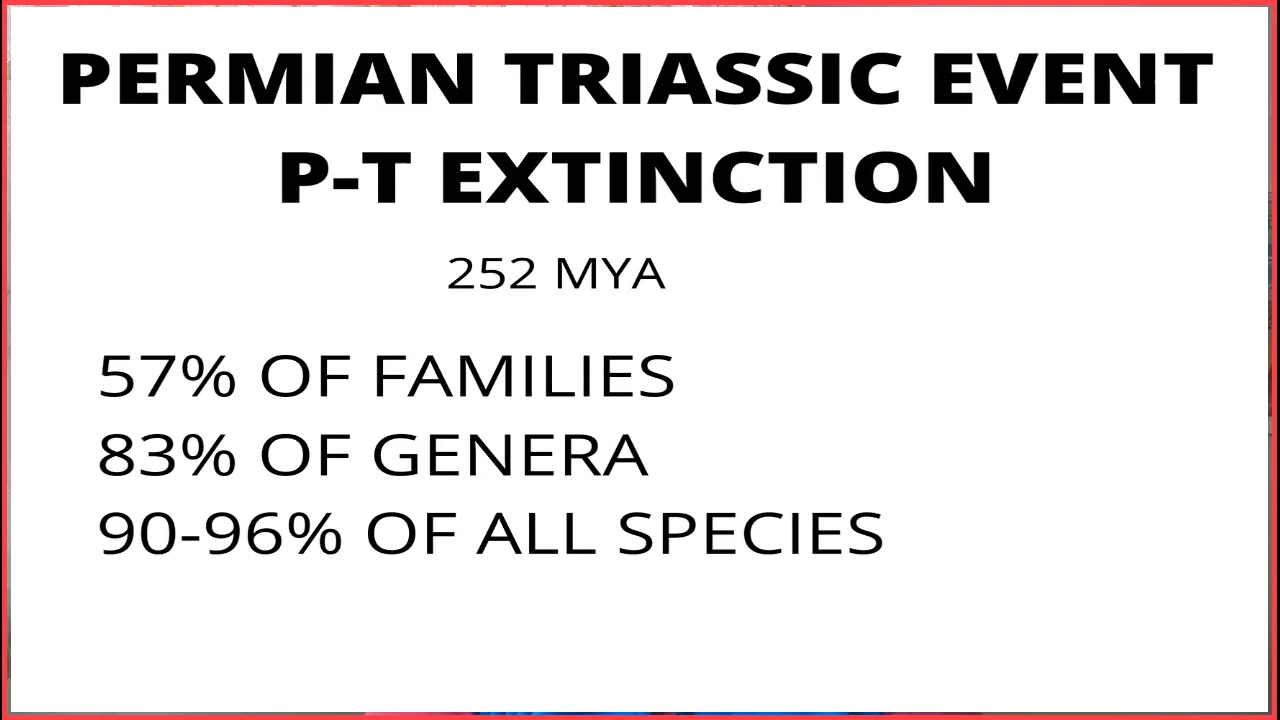 PERMIAN TRIASSIC EVENT
P-T EXTINCTION
252 MYA
57% OF FAMILIES
83% OF GENERA
90-96% OF ALL SPECIES